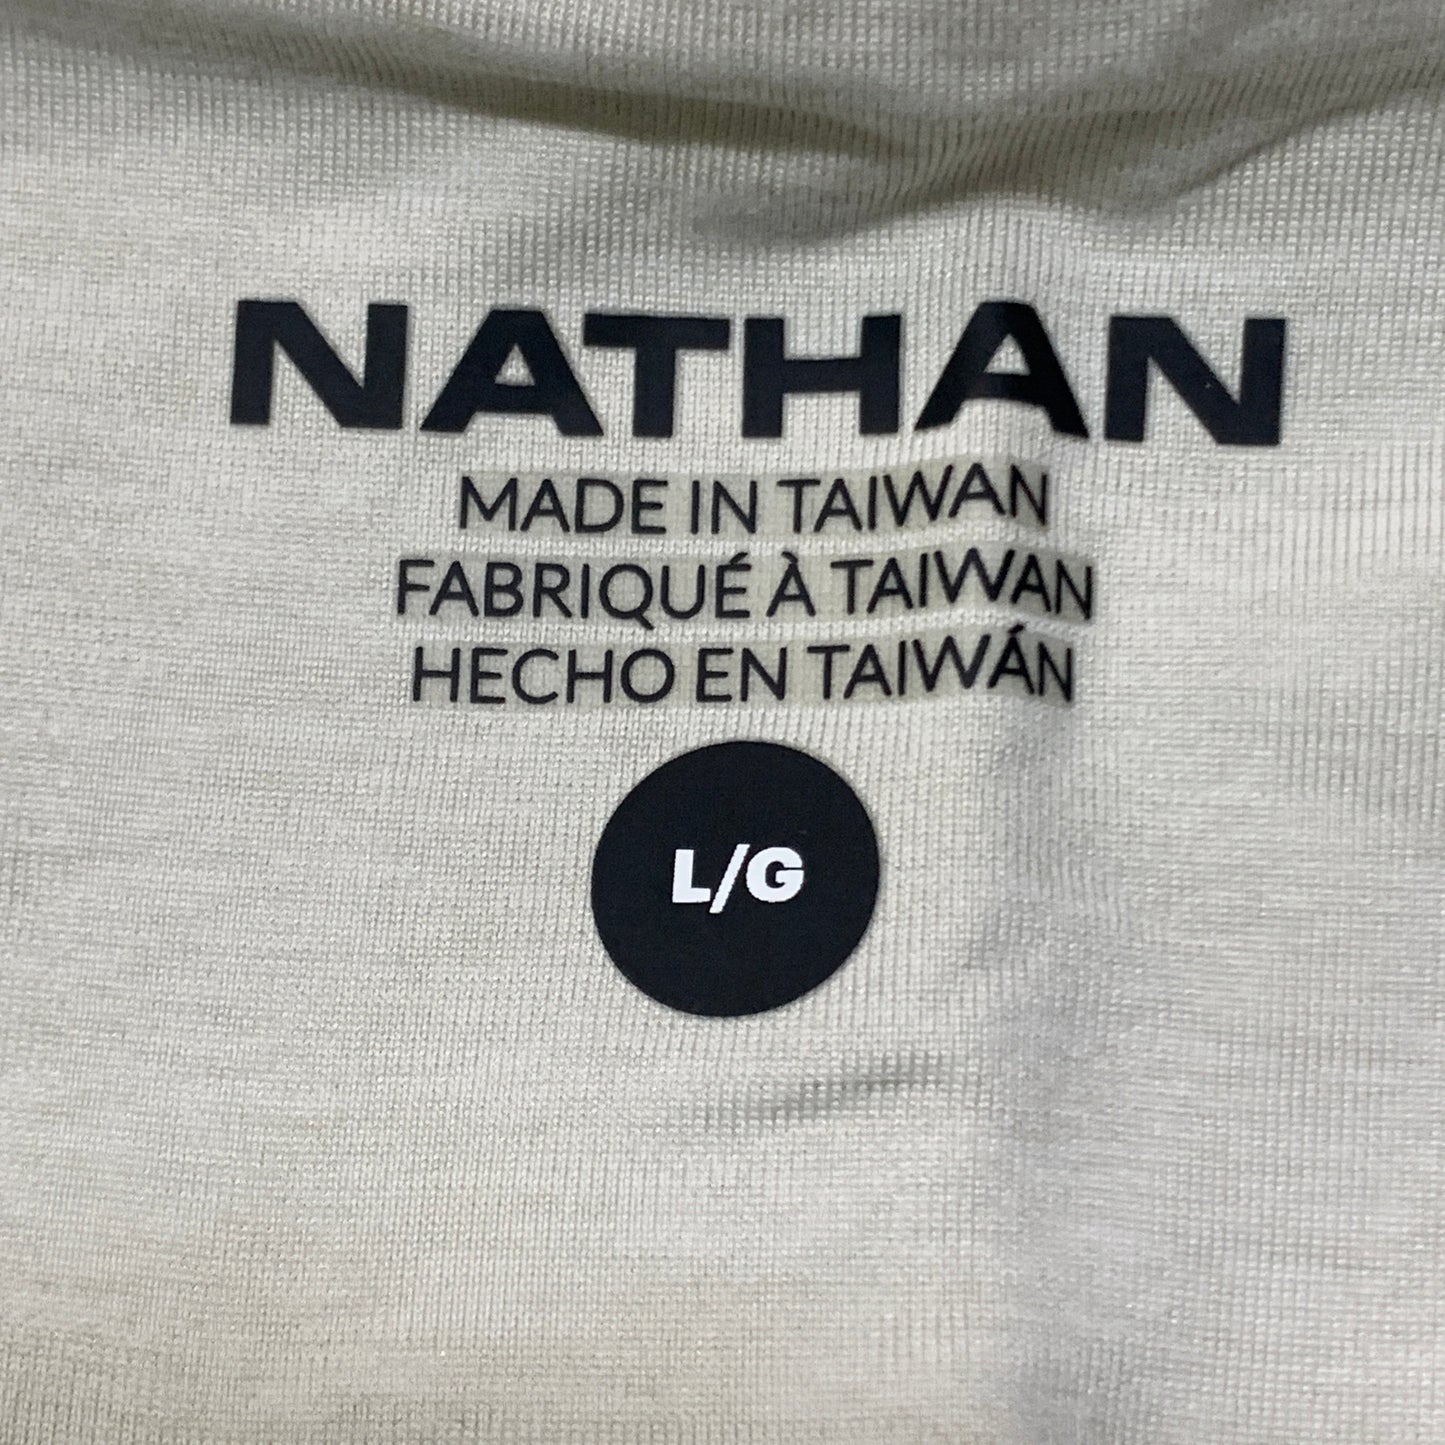 NATHAN
MADE IN TAIWAN
FABRIQUÉ À TAIWAN
HECHO EN TAIWÁN
L/G